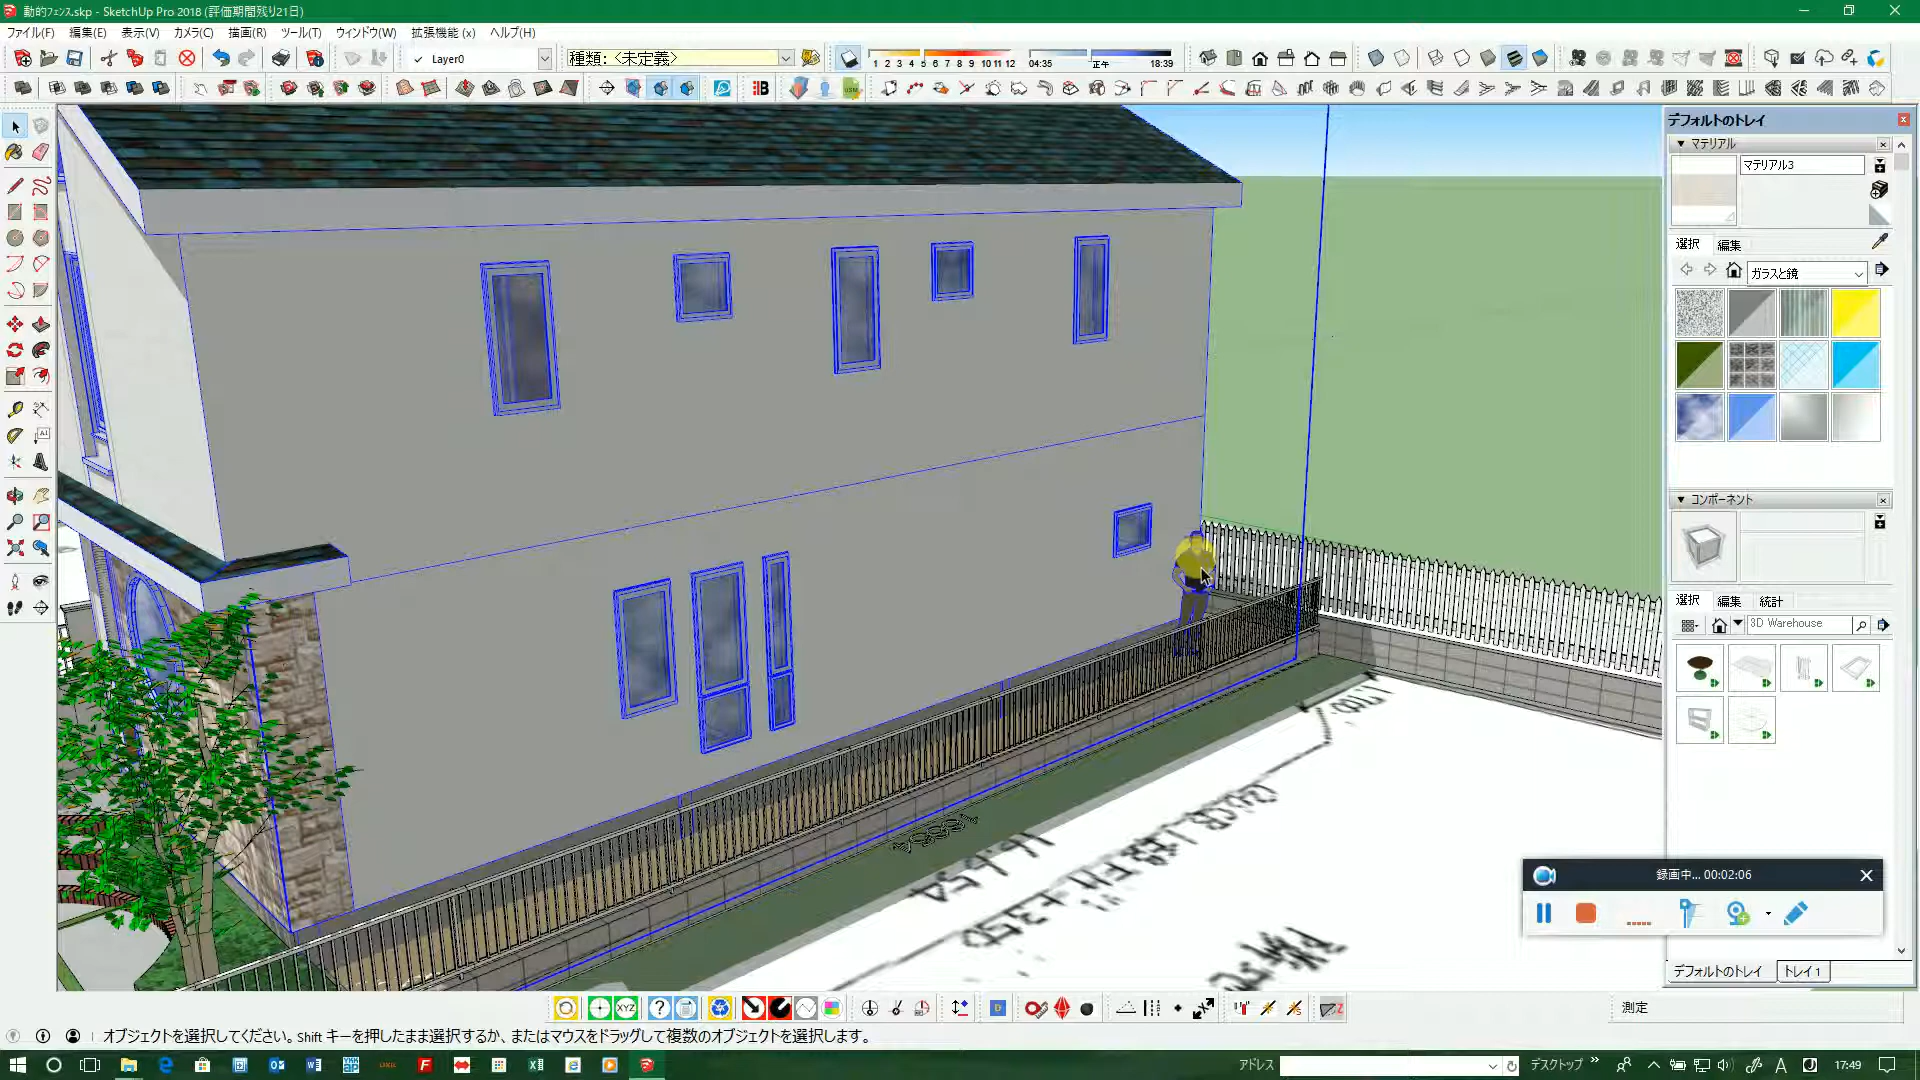 動的ﾌｪﾝｽ.skp - SketchUp Pro 2018 (評価期間残り21日)
ファイル(F) 編集(E) 表示(V) カメラ(C) 描画(R) ツール(T) ウィンドウ(W) 拡張機能 (x) ヘルプ(H)
Layer0
種類: <未定義>
1 2 3 4 5 6 7 8 9 10 11 12
04:35 正午 18:39
デフォルトのトレイ
マテリアル
マテリアル3
選択 編集
ガラスと鏡
コンポーネント
選択 編集 統計
3D Warehouse
録画中... 00:02:06
デフォルトのトレイ トレイ1
測定
オブジェクトを選択してください。Shift キーを押したまま選択するか、またはマウスをドラッグして複数のオブジェクトを選択します。
アドレス
デスクトップ
17:49